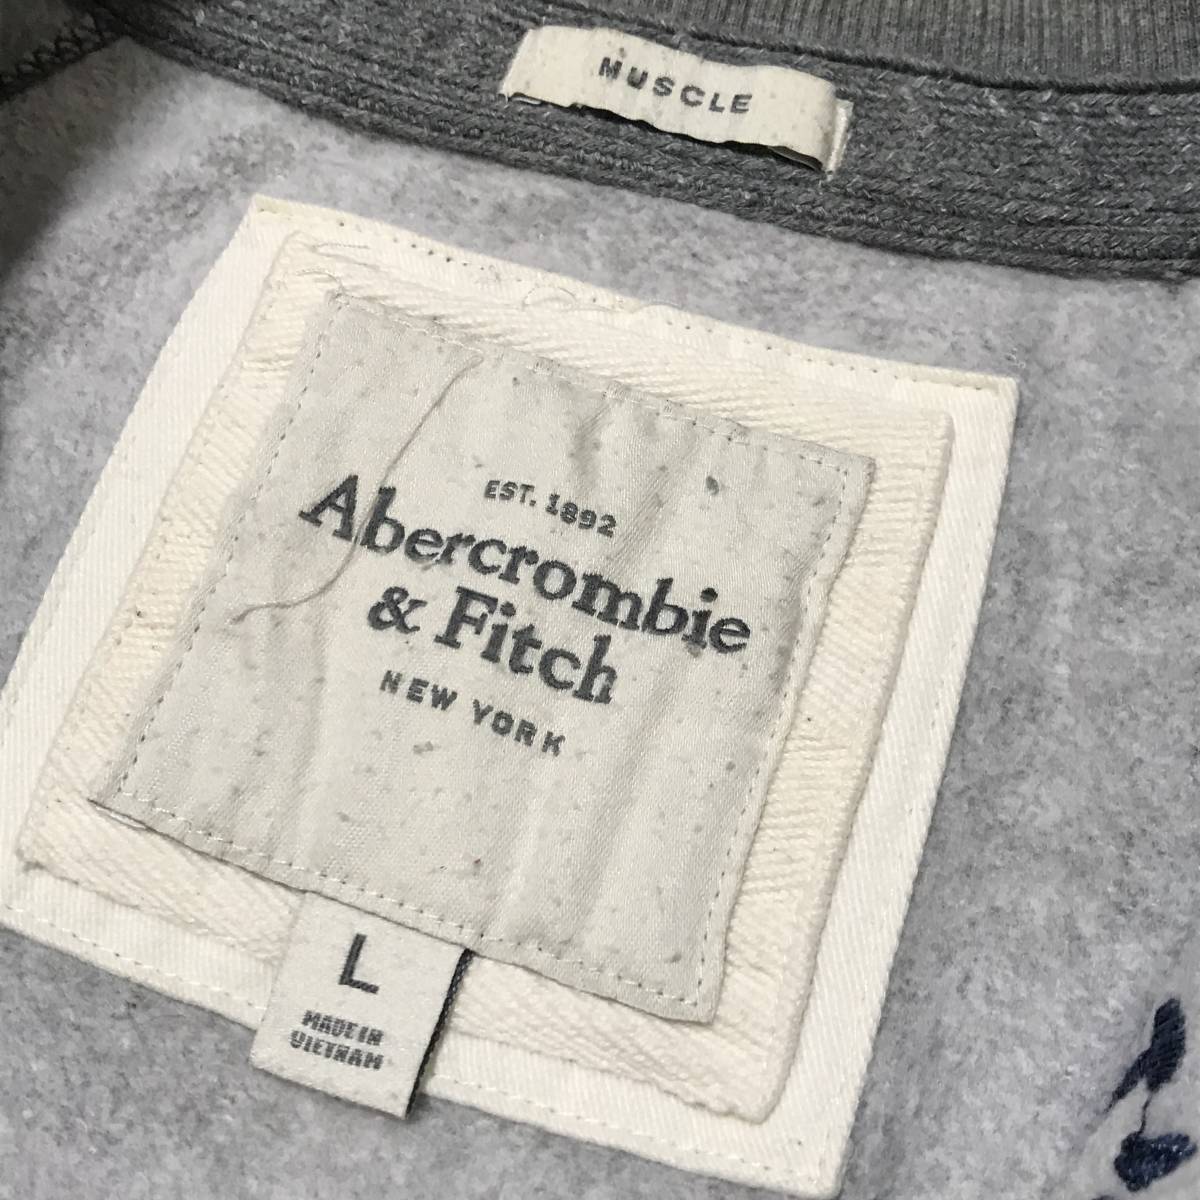 MUSCLE
EST. 1892
Abercrombie
& Fitch
NEW YORK
L
MADE IN
VIETNAM